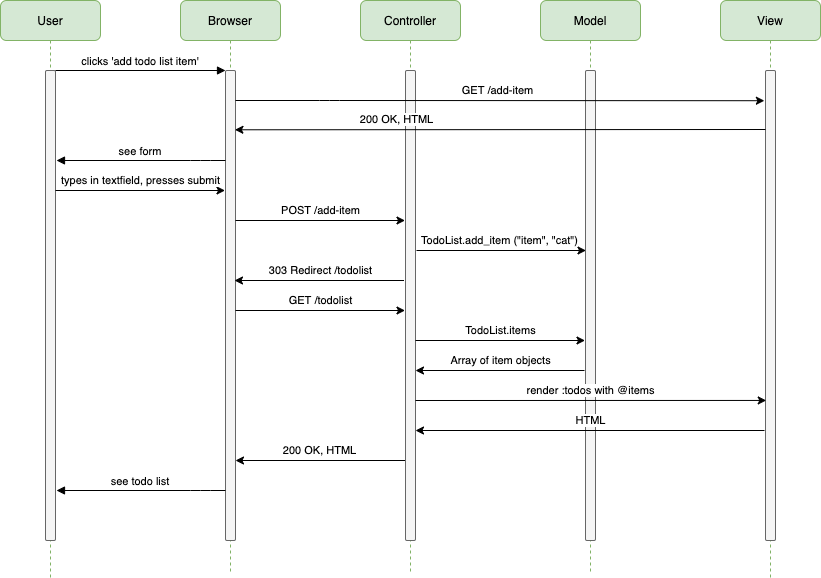 User
Browser
Controller
Model
View
clicks 'add todo list item'
GET /add-item
200 OK, HTML
see form
types in textfield, presses submit
POST /add-item
TodoList.add_item ("item", "cat")
303 Redirect /todolist
GET /todolist
TodoList.items
Array of item objects
render :todos with @items
HTML
200 OK, HTML
see todo list